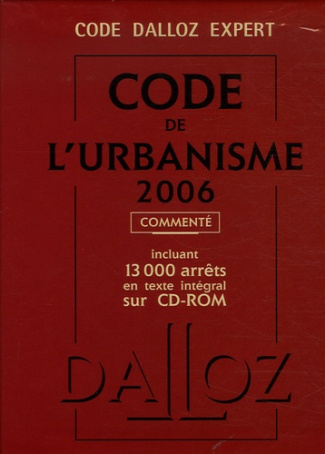 CODE DALLOZ EXPERT
CODE
DE
L'URBANISME
2006
COMMENTÉ
incluant
13 000 arrêts
en texte intégral
sur CD-ROM
DALLOZ